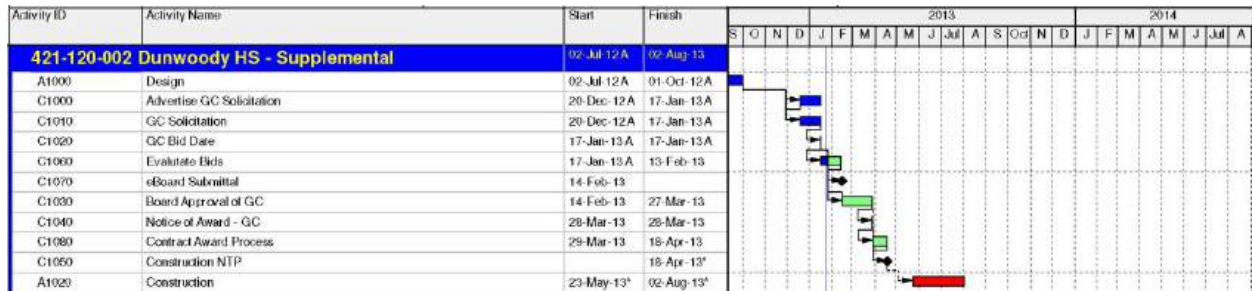 Activity ID Activity Name Start Finish 2013 2014
S O N D J F M A M J Jul A S Oct N D J F M A M J Jul A
421-120-002 Dunwoody HS - Supplemental 02-Jul-12 A 02-Aug-13
A1000 Design 02-Jul-12 A 01-Oct-12 A
C1000 Advertise GC Solicitation 20-Dec-12 A 17-Jan-13 A
C1010 GC Solicitation 20-Dec-12 A 17-Jan-13 A
C1020 GC Bid Date 17-Jan-13 A 17-Jan-13 A
C1060 Evalutate Bids 17-Jan-13 A 13-Feb-13
C1070 eBoard Submittal 14-Feb-13
C1030 Board Approval of GC 14-Feb-13 27-Mar-13
C1040 Notice of Award - GC 28-Mar-13 28-Mar-13
C1080 Contract Award Process 29-Mar-13 18-Apr-13
C1050 Construction NTP 18-Apr-13*
A1020 Construction 23-May-13* 02-Aug-13*